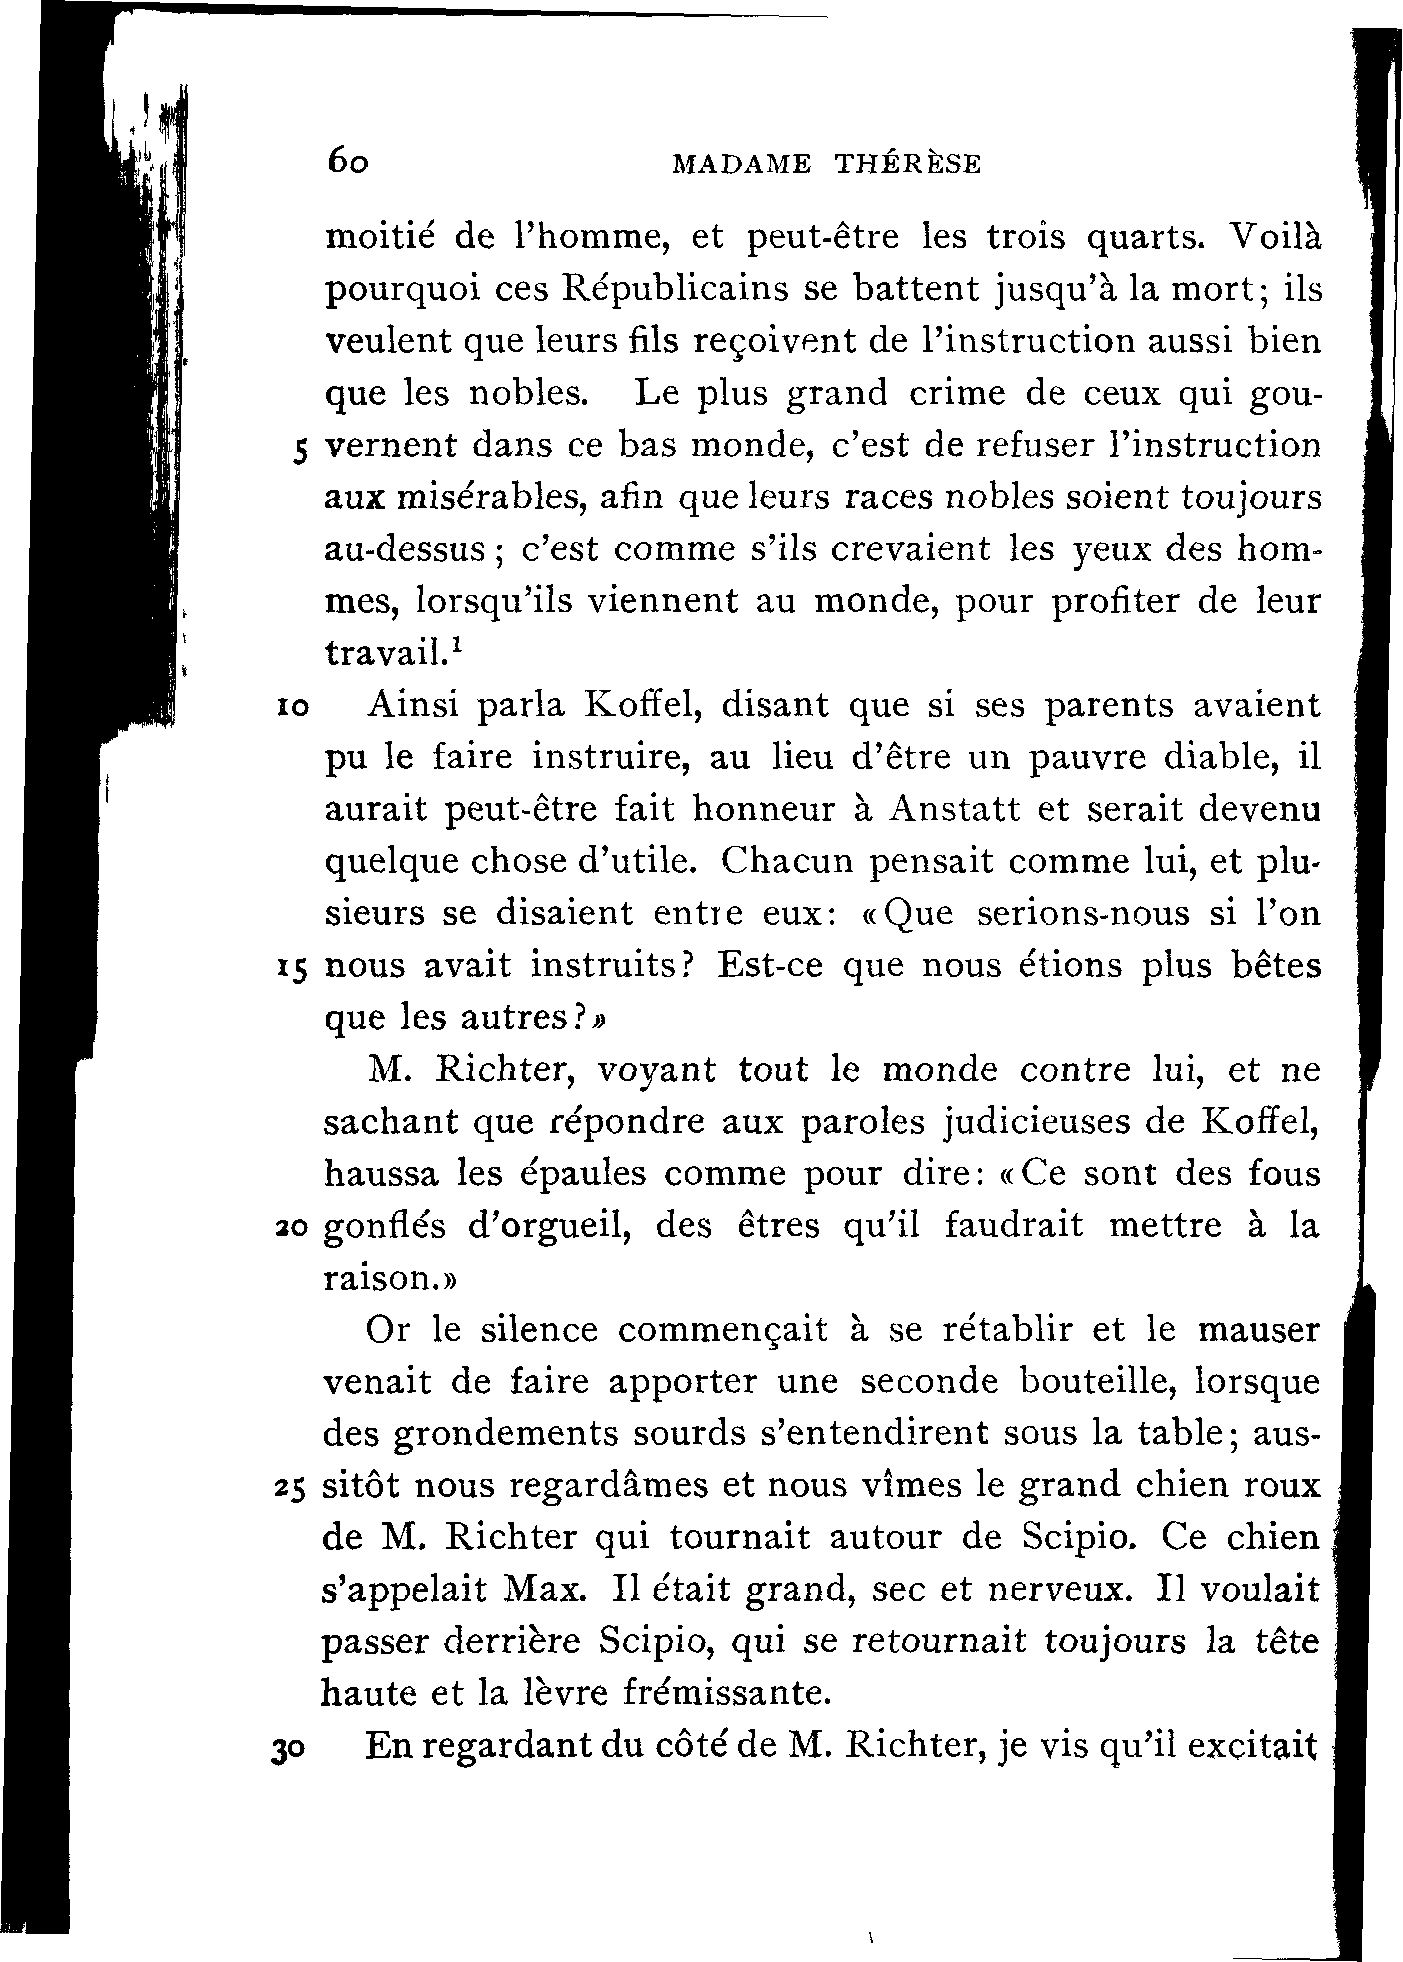 60 MADAME THÉRÈSE
moitié de l'homme, et peut-être les trois quarts. Voilà
pourquoi ces Républicains se battent jusqu'à la mort; ils
veulent que leurs fils reçoivent de l'instruction aussi bien
que les nobles. Le plus grand crime de ceux qui gou-
5 vernent dans ce bas monde, c'est de refuser l'instruction
aux misérables, afin que leurs races nobles soient toujours
au-dessus; c'est comme s'ils crevaient les yeux des hom-
mes, lorsqu'ils viennent au monde, pour profiter de leur
travail.¹
10 Ainsi parla Koffel, disant que si ses parents avaient
pu le faire instruire, au lieu d'être un pauvre diable, il
aurait peut-être fait honneur à Anstatt et serait devenu
quelque chose d'utile. Chacun pensait comme lui, et plu-
sieurs se disaient entre eux: «Que serions-nous si l'on
15 nous avait instruits? Est-ce que nous étions plus bêtes
que les autres?»
M. Richter, voyant tout le monde contre lui, et ne
sachant que répondre aux paroles judicieuses de Koffel,
haussa les épaules comme pour dire: «Ce sont des fous
20 gonflés d'orgueil, des êtres qu'il faudrait mettre à la
raison.»
Or le silence commençait à se rétablir et le mauser
venait de faire apporter une seconde bouteille, lorsque
des grondements sourds s'entendirent sous la table; aus-
25 sitôt nous regardâmes et nous vîmes le grand chien roux
de M. Richter qui tournait autour de Scipio. Ce chien
s'appelait Max. Il était grand, sec et nerveux. Il voulait
passer derrière Scipio, qui se retournait toujours la tête
haute et la lèvre frémissante.
30 En regardant du côté de M. Richter, je vis qu'il excitait